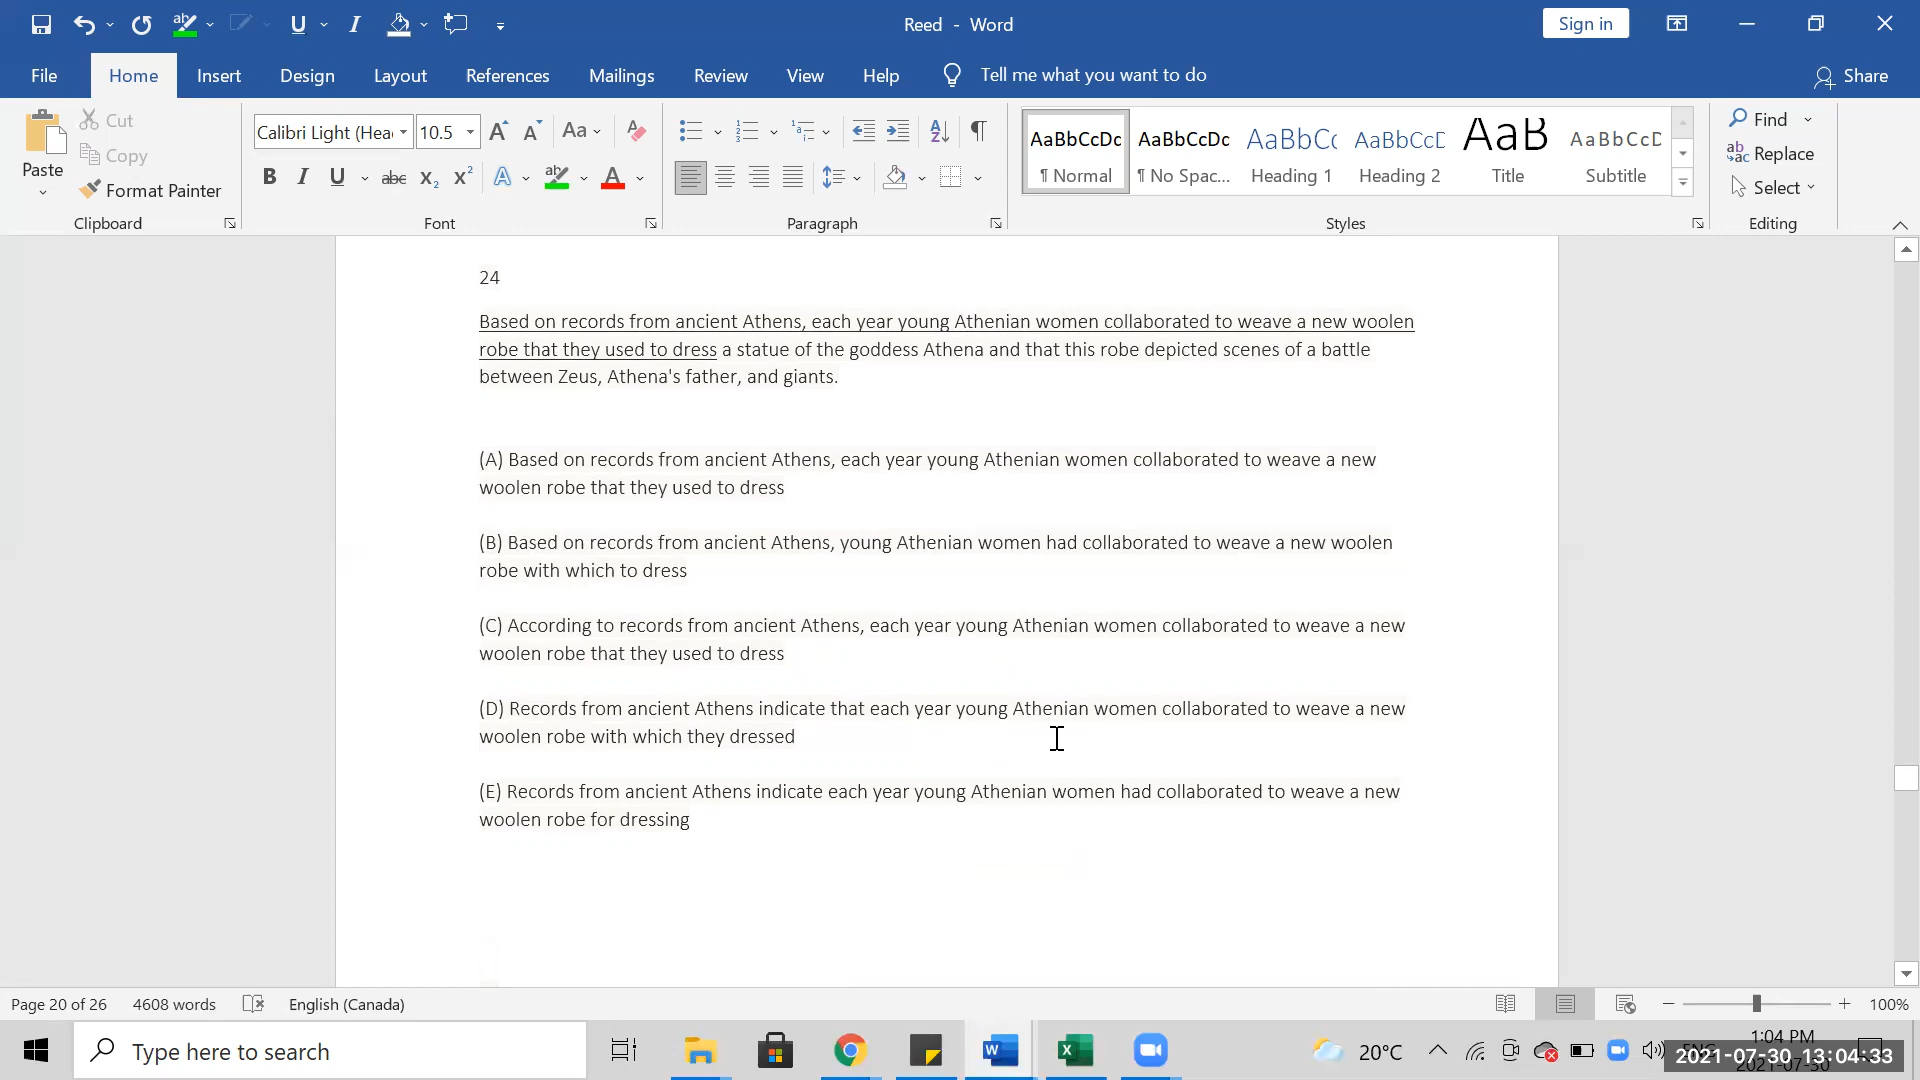 Reed - Word
Sign in
File Home Insert Design Layout References Mailings Review View Help Tell me what you want to do Share
Paste Cut Copy Format Painter
Calibri Light (Hea 10.5 Aa
AaBbCcDc AaBbCcDc AaBbCc AaBbCcD AaB AaBbCcD
¶ Normal ¶ No Spac... Heading 1 Heading 2 Title Subtitle
Find
Replace
Select
Clipboard Font Paragraph Styles Editing
24
Based on records from ancient Athens, each year young Athenian women collaborated to weave a new woolen
robe that they used to dress a statue of the goddess Athena and that this robe depicted scenes of a battle
between Zeus, Athena's father, and giants.
(A) Based on records from ancient Athens, each year young Athenian women collaborated to weave a new
woolen robe that they used to dress
(B) Based on records from ancient Athens, young Athenian women had collaborated to weave a new woolen
robe with which to dress
(C) According to records from ancient Athens, each year young Athenian women collaborated to weave a new
woolen robe that they used to dress
(D) Records from ancient Athens indicate that each year young Athenian women collaborated to weave a new
woolen robe with which they dressed
(E) Records from ancient Athens indicate each year young Athenian women had collaborated to weave a new
woolen robe for dressing
Page 20 of 26 4608 words English (Canada) 100%
Type here to search 20°C 1:04 PM
2021-07-30 13:04:33